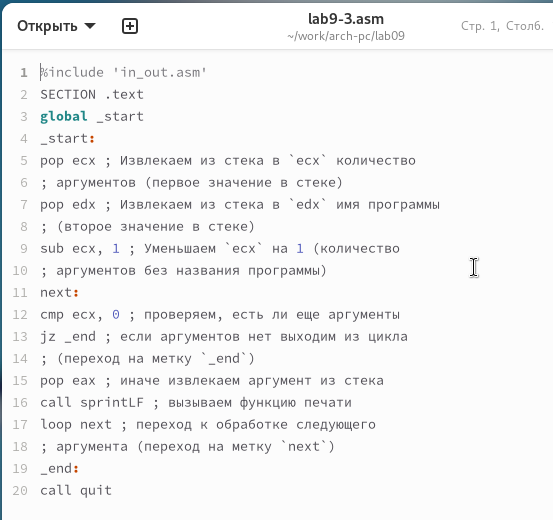 Открыть
lab9-3.asm
~/work/arch-pc/lab09
Стр. 1, Столб.
1 %include 'in_out.asm'
2 SECTION .text
3 global _start
4 _start:
5 pop ecx ; Извлекаем из стека в `ecx` количество
6 ; аргументов (первое значение в стеке)
7 pop edx ; Извлекаем из стека в `edx` имя программы
8 ; (второе значение в стеке)
9 sub ecx, 1 ; Уменьшаем `ecx` на 1 (количество
10 ; аргументов без названия программы)
11 next:
12 cmp ecx, 0 ; проверяем, есть ли еще аргументы
13 jz _end ; если аргументов нет выходим из цикла
14 ; (переход на метку `_end`)
15 pop eax ; иначе извлекаем аргумент из стека
16 call sprintLF ; вызываем функцию печати
17 loop next ; переход к обработке следующего
18 ; аргумента (переход на метку `next`)
19 _end:
20 call quit